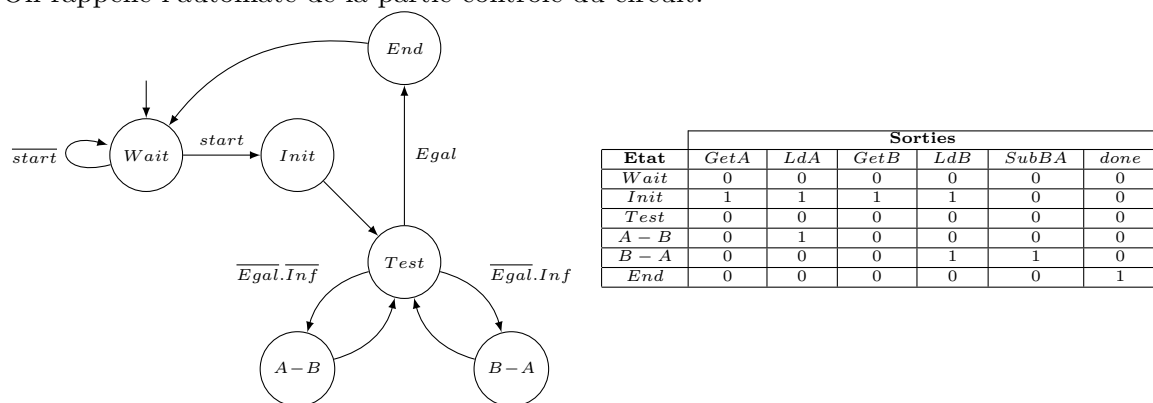 On rappelle l'automate de la partie contrôle du circuit.
End
start
Egal
start
Wait
Init
Test
Egal.Inf
Egal.Inf
A−B
B−A
Sorties
Etat GetA LdA GetB LdB SubBA done
Wait 0 0 0 0 0 0
Init 1 1 1 1 0 0
Test 0 0 0 0 0 0
A − B 0 1 0 0 0 0
B − A 0 0 0 1 1 0
End 0 0 0 0 0 1